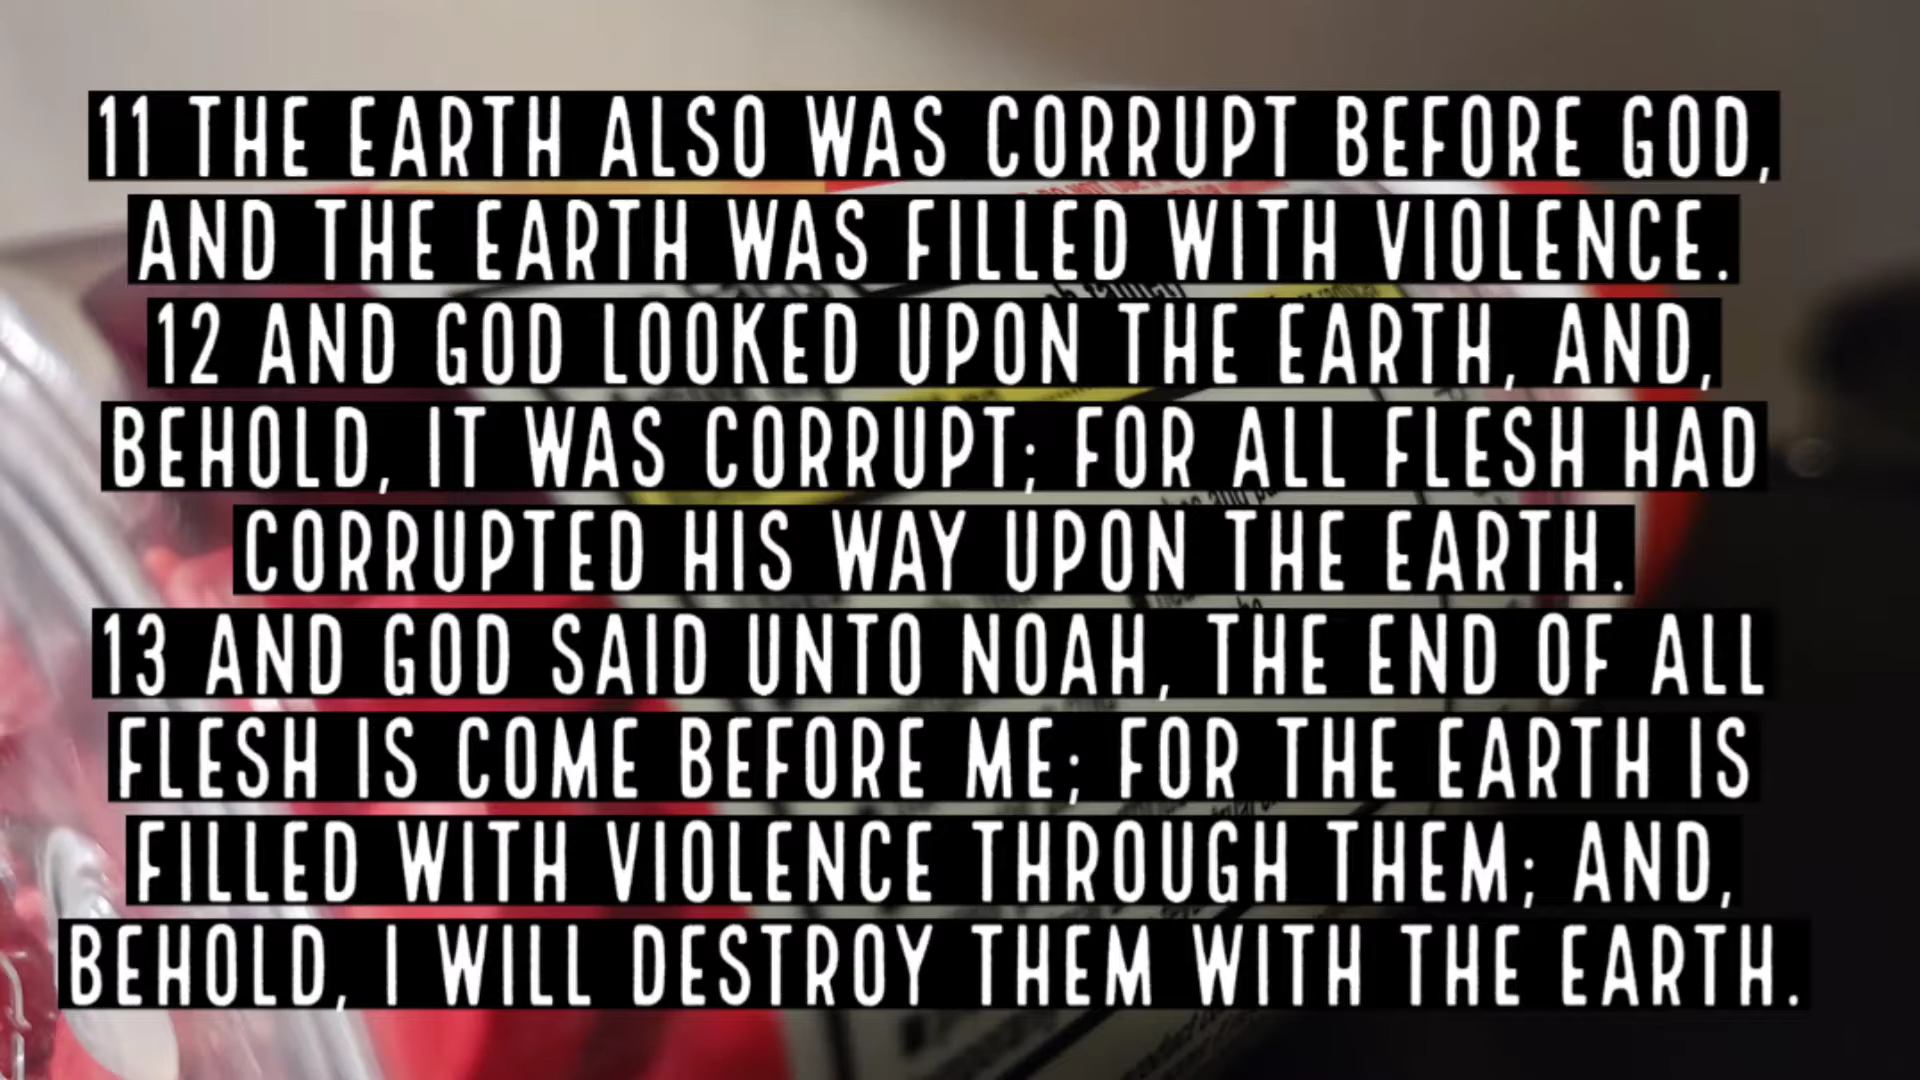 11 THE EARTH ALSO WAS CORRUPT BEFORE GOD,
AND THE EARTH WAS FILLED WITH VIOLENCE.
12 AND GOD LOOKED UPON THE EARTH, AND,
BEHOLD, IT WAS CORRUPT; FOR ALL FLESH HAD
CORRUPTED HIS WAY UPON THE EARTH.
13 AND GOD SAID UNTO NOAH, THE END OF ALL
FLESH IS COME BEFORE ME; FOR THE EARTH IS
FILLED WITH VIOLENCE THROUGH THEM; AND,
BEHOLD, I WILL DESTROY THEM WITH THE EARTH.